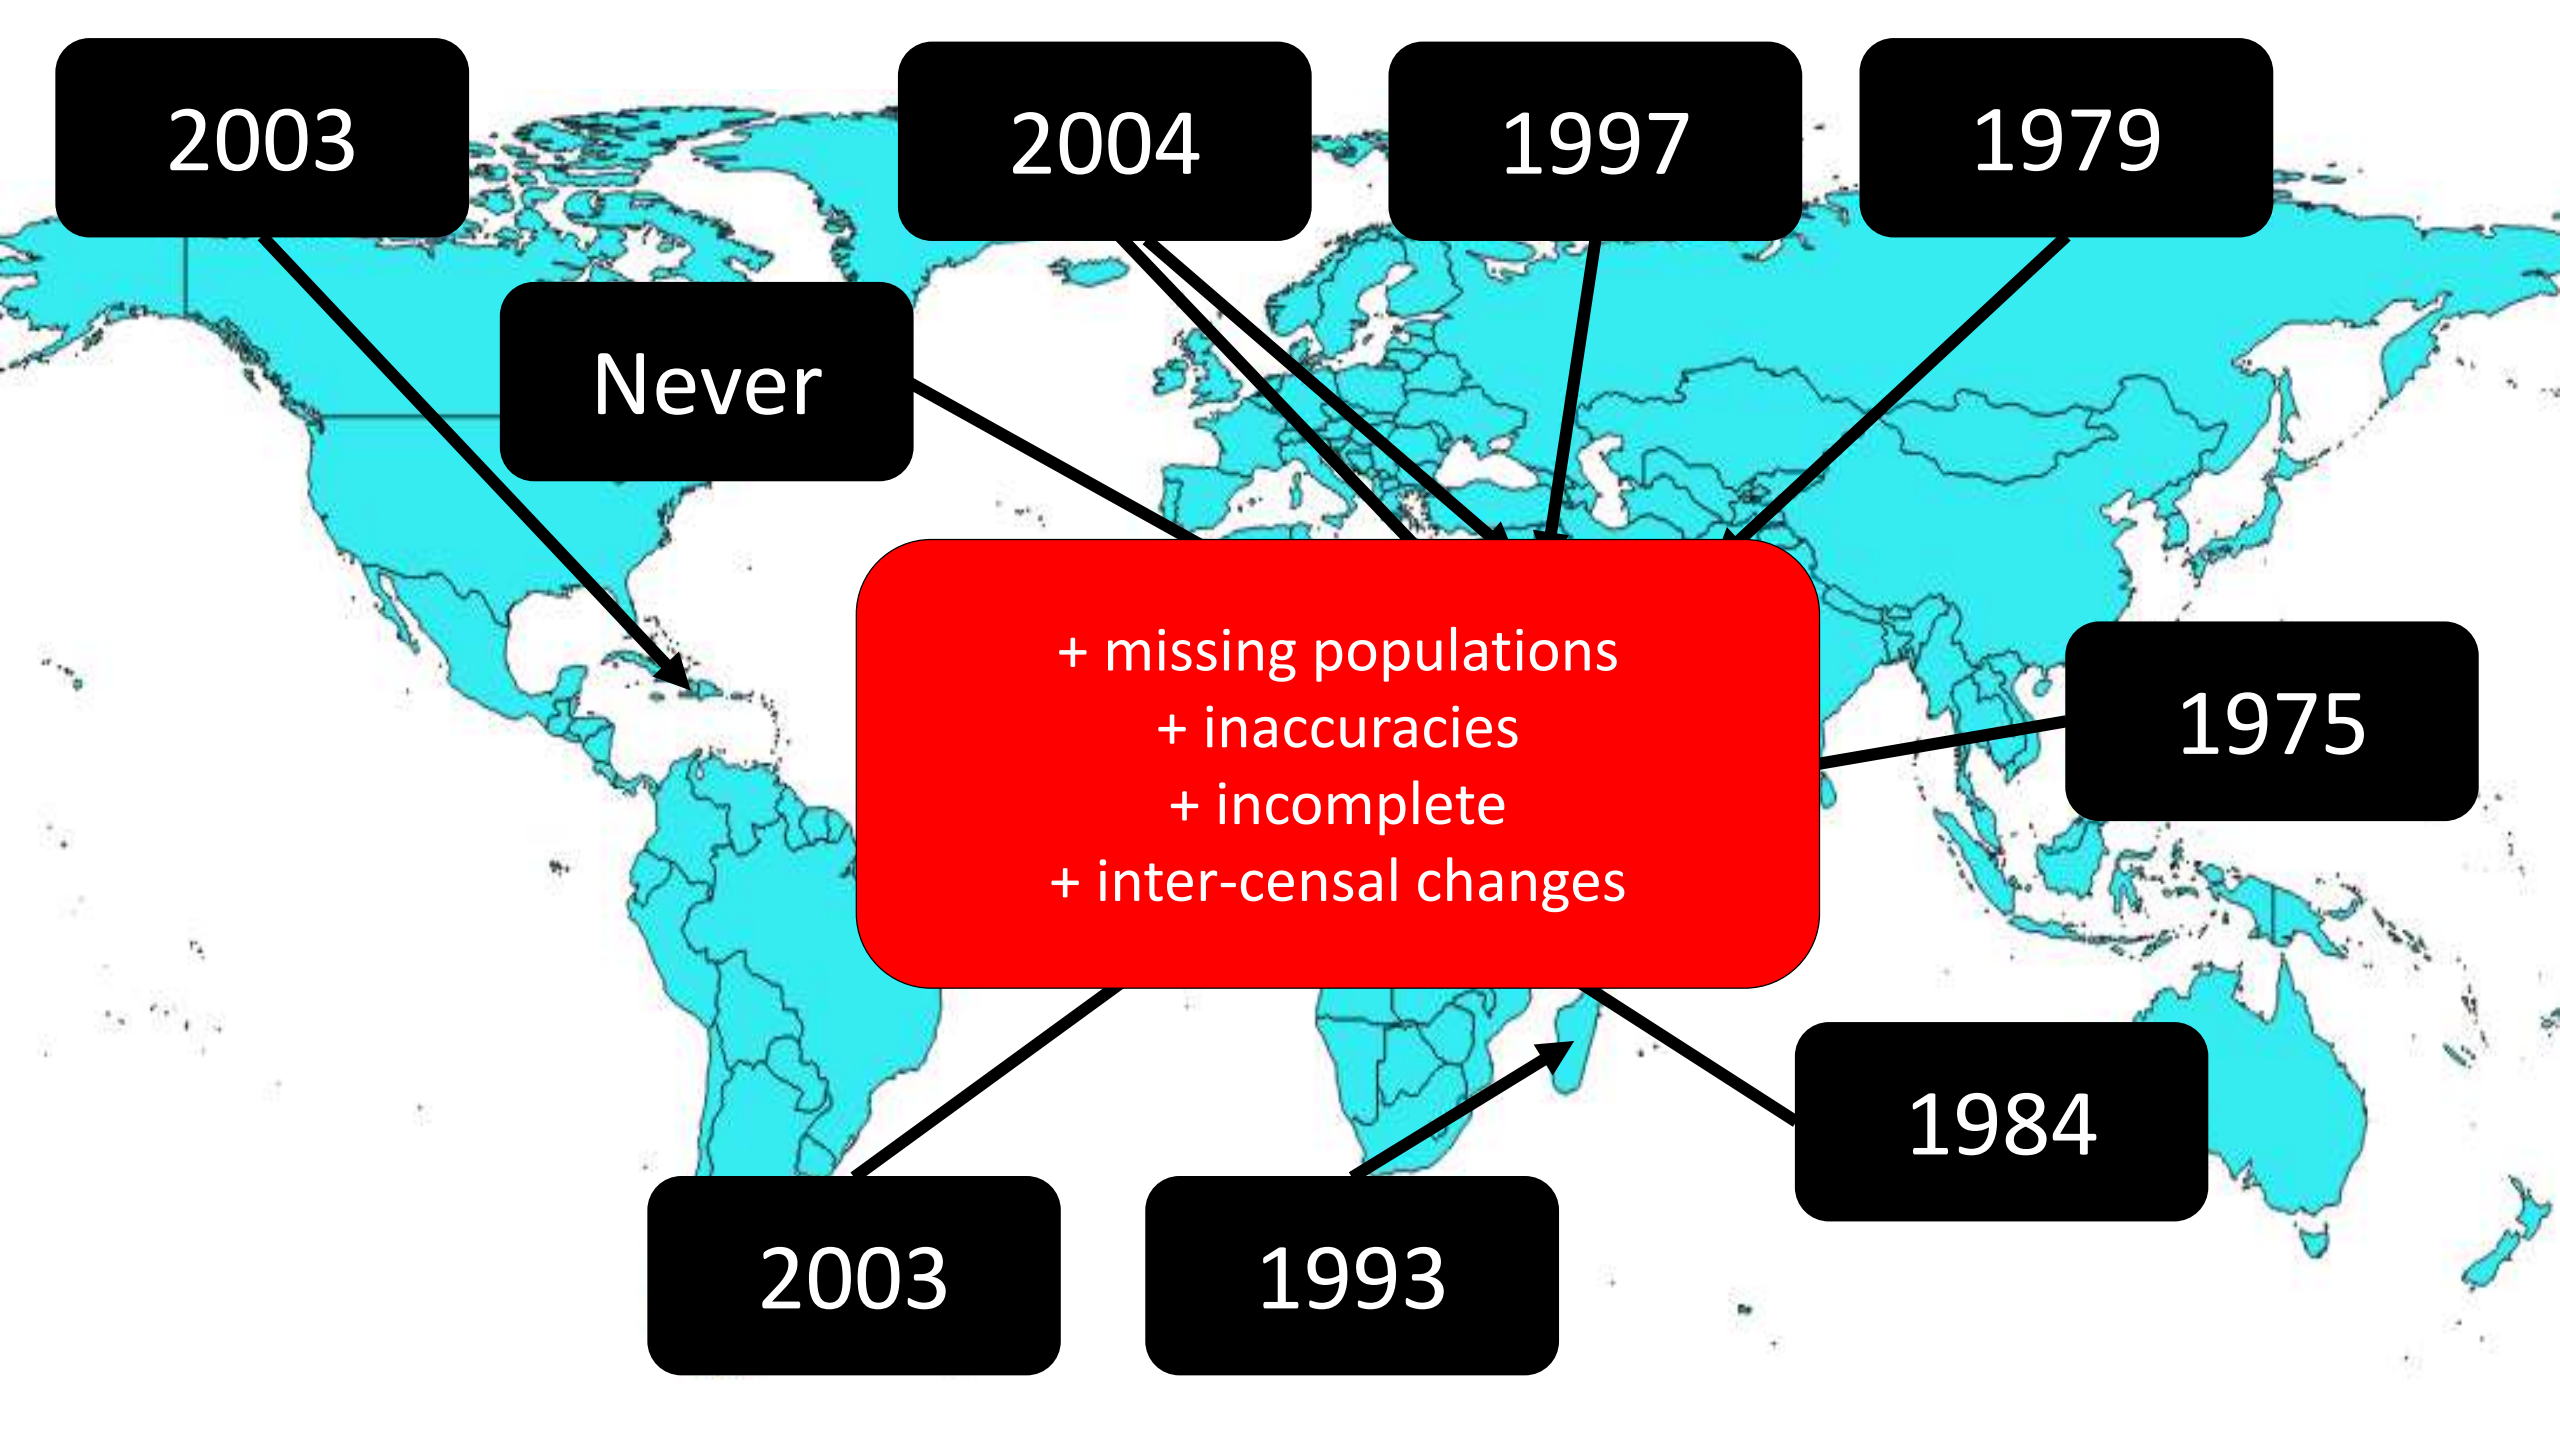 2003
2004
1997
1979
Never
+ missing populations
+ inaccuracies
+ incomplete
+ inter-censal changes
1975
1984
2003
1993